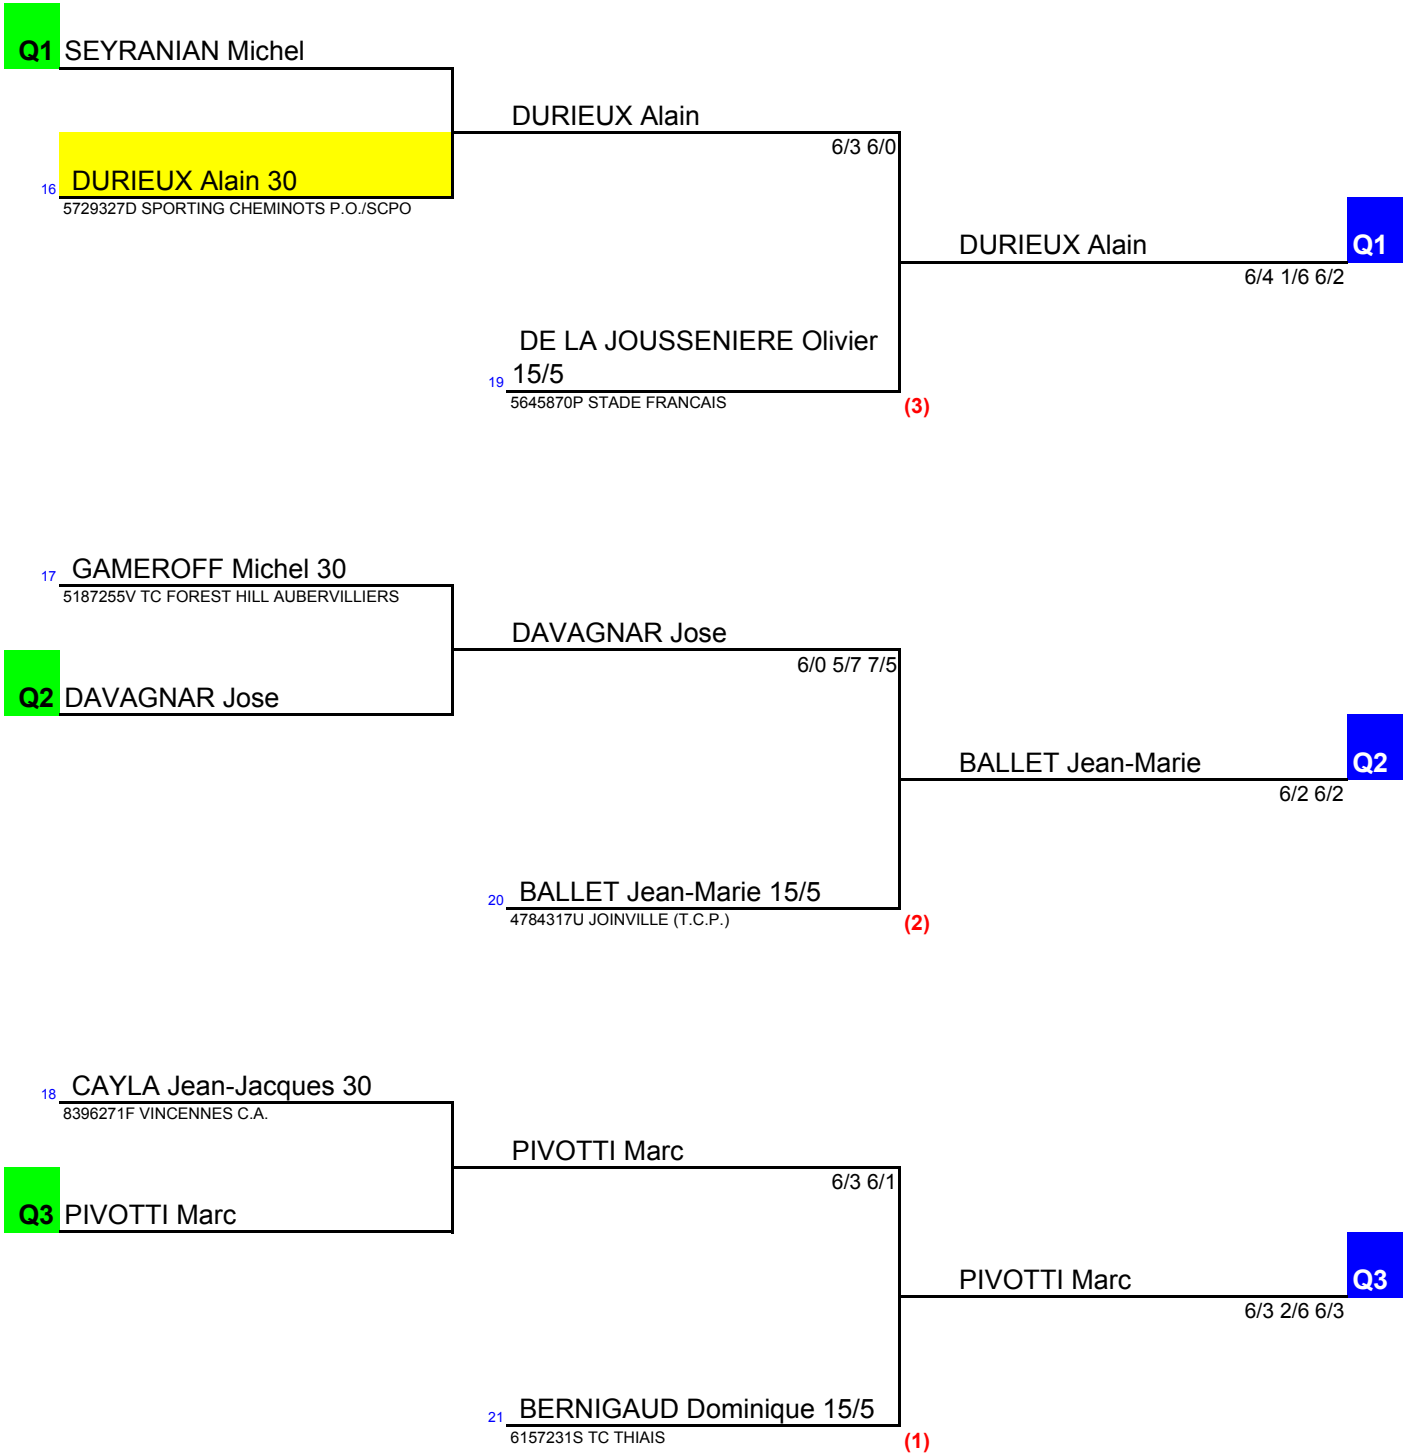 Q1 SEYRANIAN Michel
DURIEUX Alain
6/3 6/0
16 DURIEUX Alain 30
5729327D SPORTING CHEMINOTS P.O./SCPO
DURIEUX Alain Q1
6/4 1/6 6/2
DE LA JOUSSENIERE Olivier
19 15/5
5645870P STADE FRANCAIS
(3)
17 GAMEROFF Michel 30
5187255V TC FOREST HILL AUBERVILLIERS
DAVAGNAR Jose
6/0 5/7 7/5
Q2 DAVAGNAR Jose
BALLET Jean-Marie Q2
6/2 6/2
20 BALLET Jean-Marie 15/5
4784317U JOINVILLE (T.C.P.)
(2)
18 CAYLA Jean-Jacques 30
8396271F VINCENNES C.A.
PIVOTTI Marc
6/3 6/1
Q3 PIVOTTI Marc
PIVOTTI Marc Q3
6/3 2/6 6/3
21 BERNIGAUD Dominique 15/5
6157231S TC THIAIS
(1)